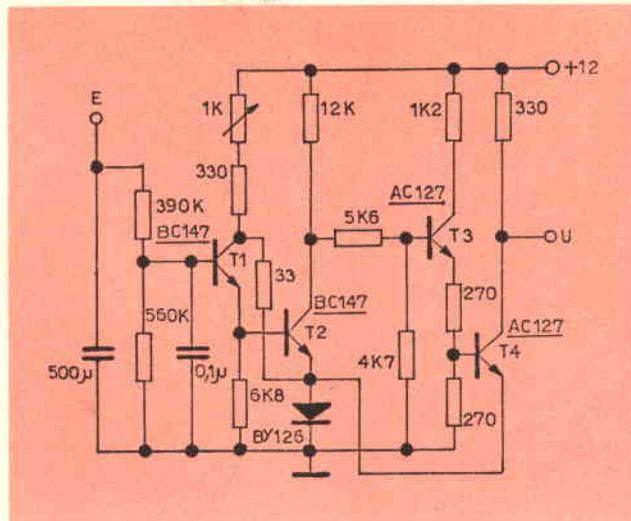 +12
E
1K
12K
1K2
330
330
390K
BC147
AC127
5K6
T3
U
T1
33
270
BC147
AC127
550K
T2
4K7
T4
500µ
0,1µ
6K8
270
BY126